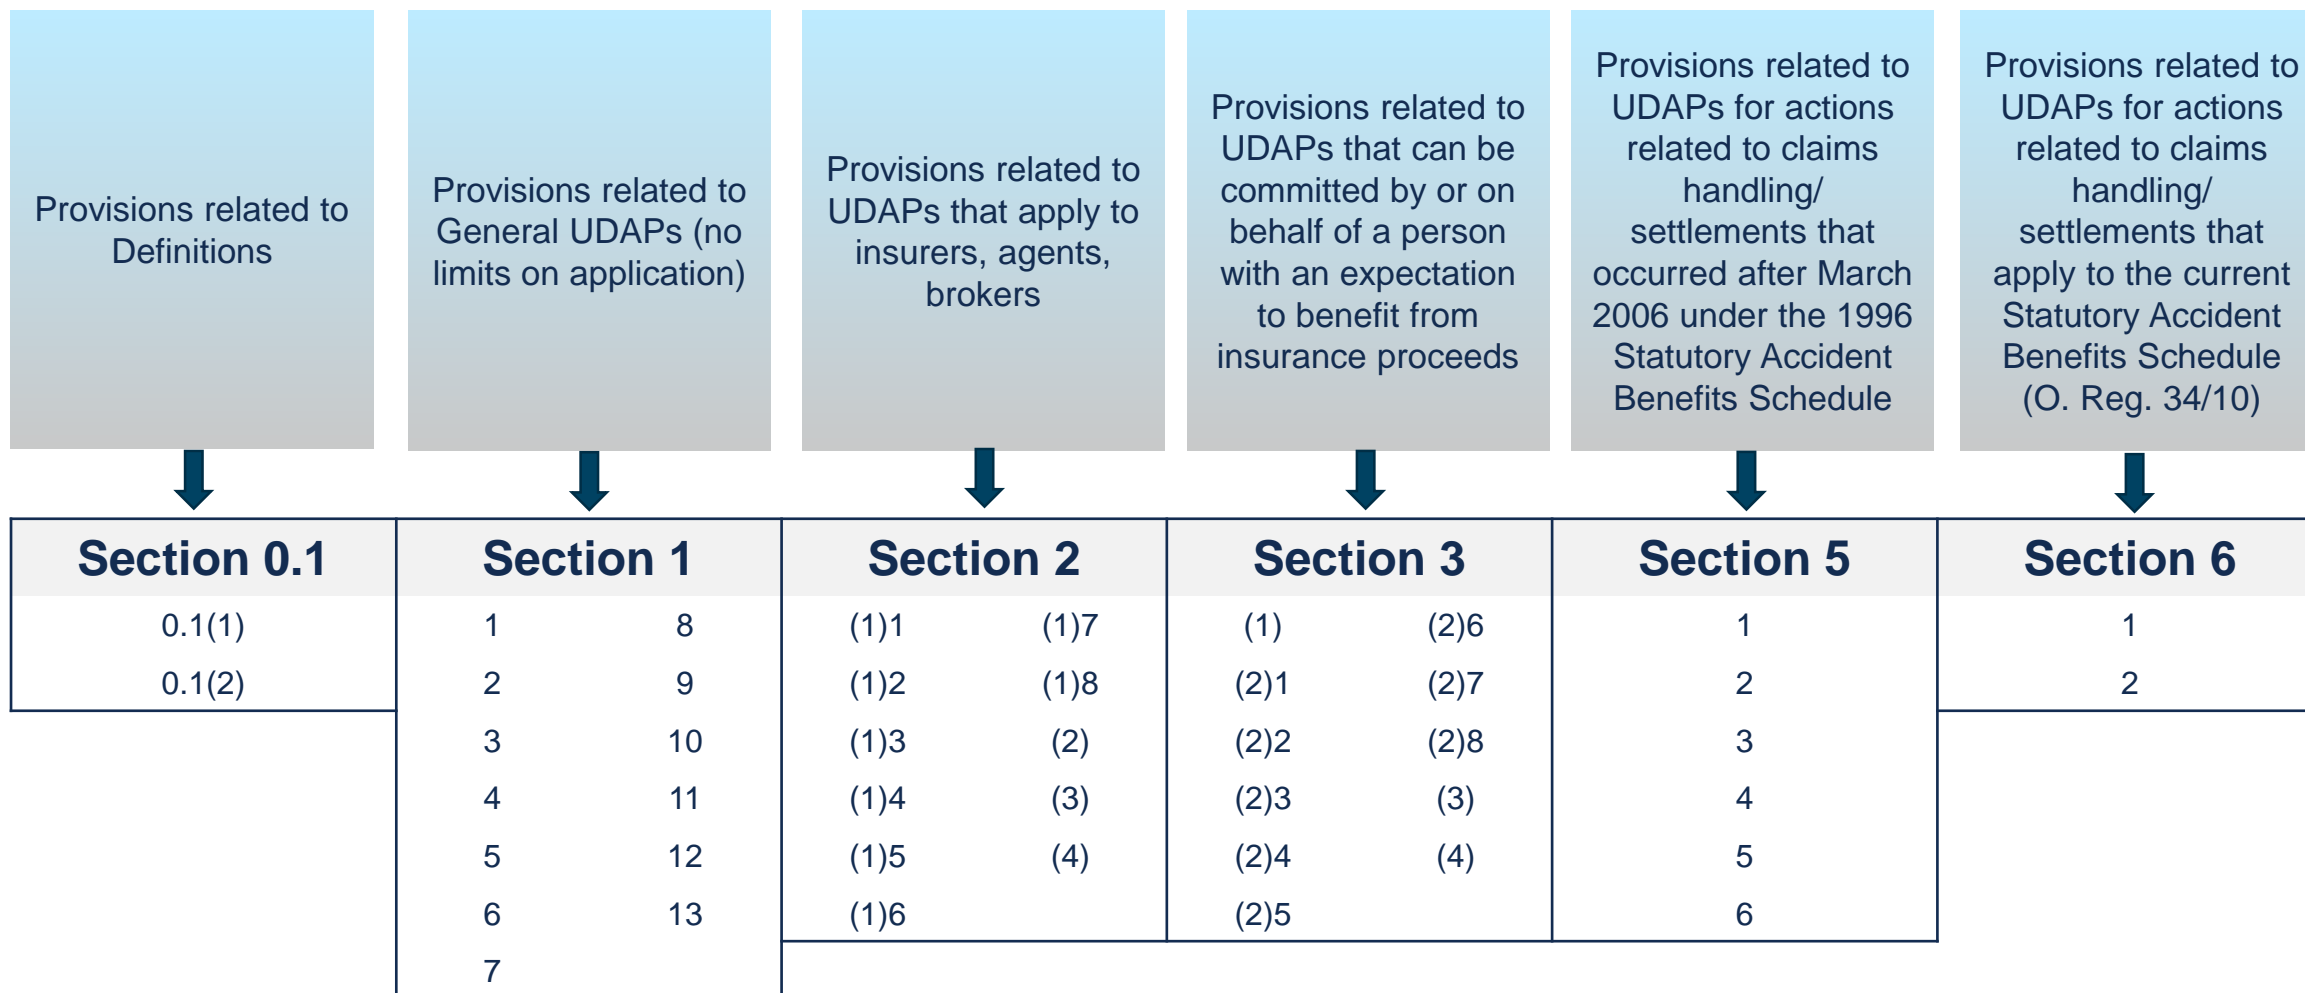 Provisions related to
Definitions
Provisions related to
General UDAPs (no
limits on application)
Provisions related to
UDAPs that apply to
insurers, agents,
brokers
Provisions related to
UDAPs that can be
committed by or on
behalf of a person
with an expectation
to benefit from
insurance proceeds
Provisions related to
UDAPs for actions
related to claims
handling/
settlements that
occurred after March
2006 under the 1996
Statutory Accident
Benefits Schedule
Provisions related to
UDAPs for actions
related to claims
handling/
settlements that
apply to the current
Statutory Accident
Benefits Schedule
(O. Reg. 34/10)
Section 0.1 Section 1 Section 2 Section 3 Section 5 Section 6
0.1(1) 1 8 (1)1 (1)7 (1) (2)6 1 1
0.1(2) 2 9 (1)2 (1)8 (2)1 (2)7 2 2
3 10 (1)3 (2) (2)2 (2)8 3
4 11 (1)4 (3) (2)3 (3) 4
5 12 (1)5 (4) (2)4 (4) 5
6 13 (1)6 (2)5 6
7